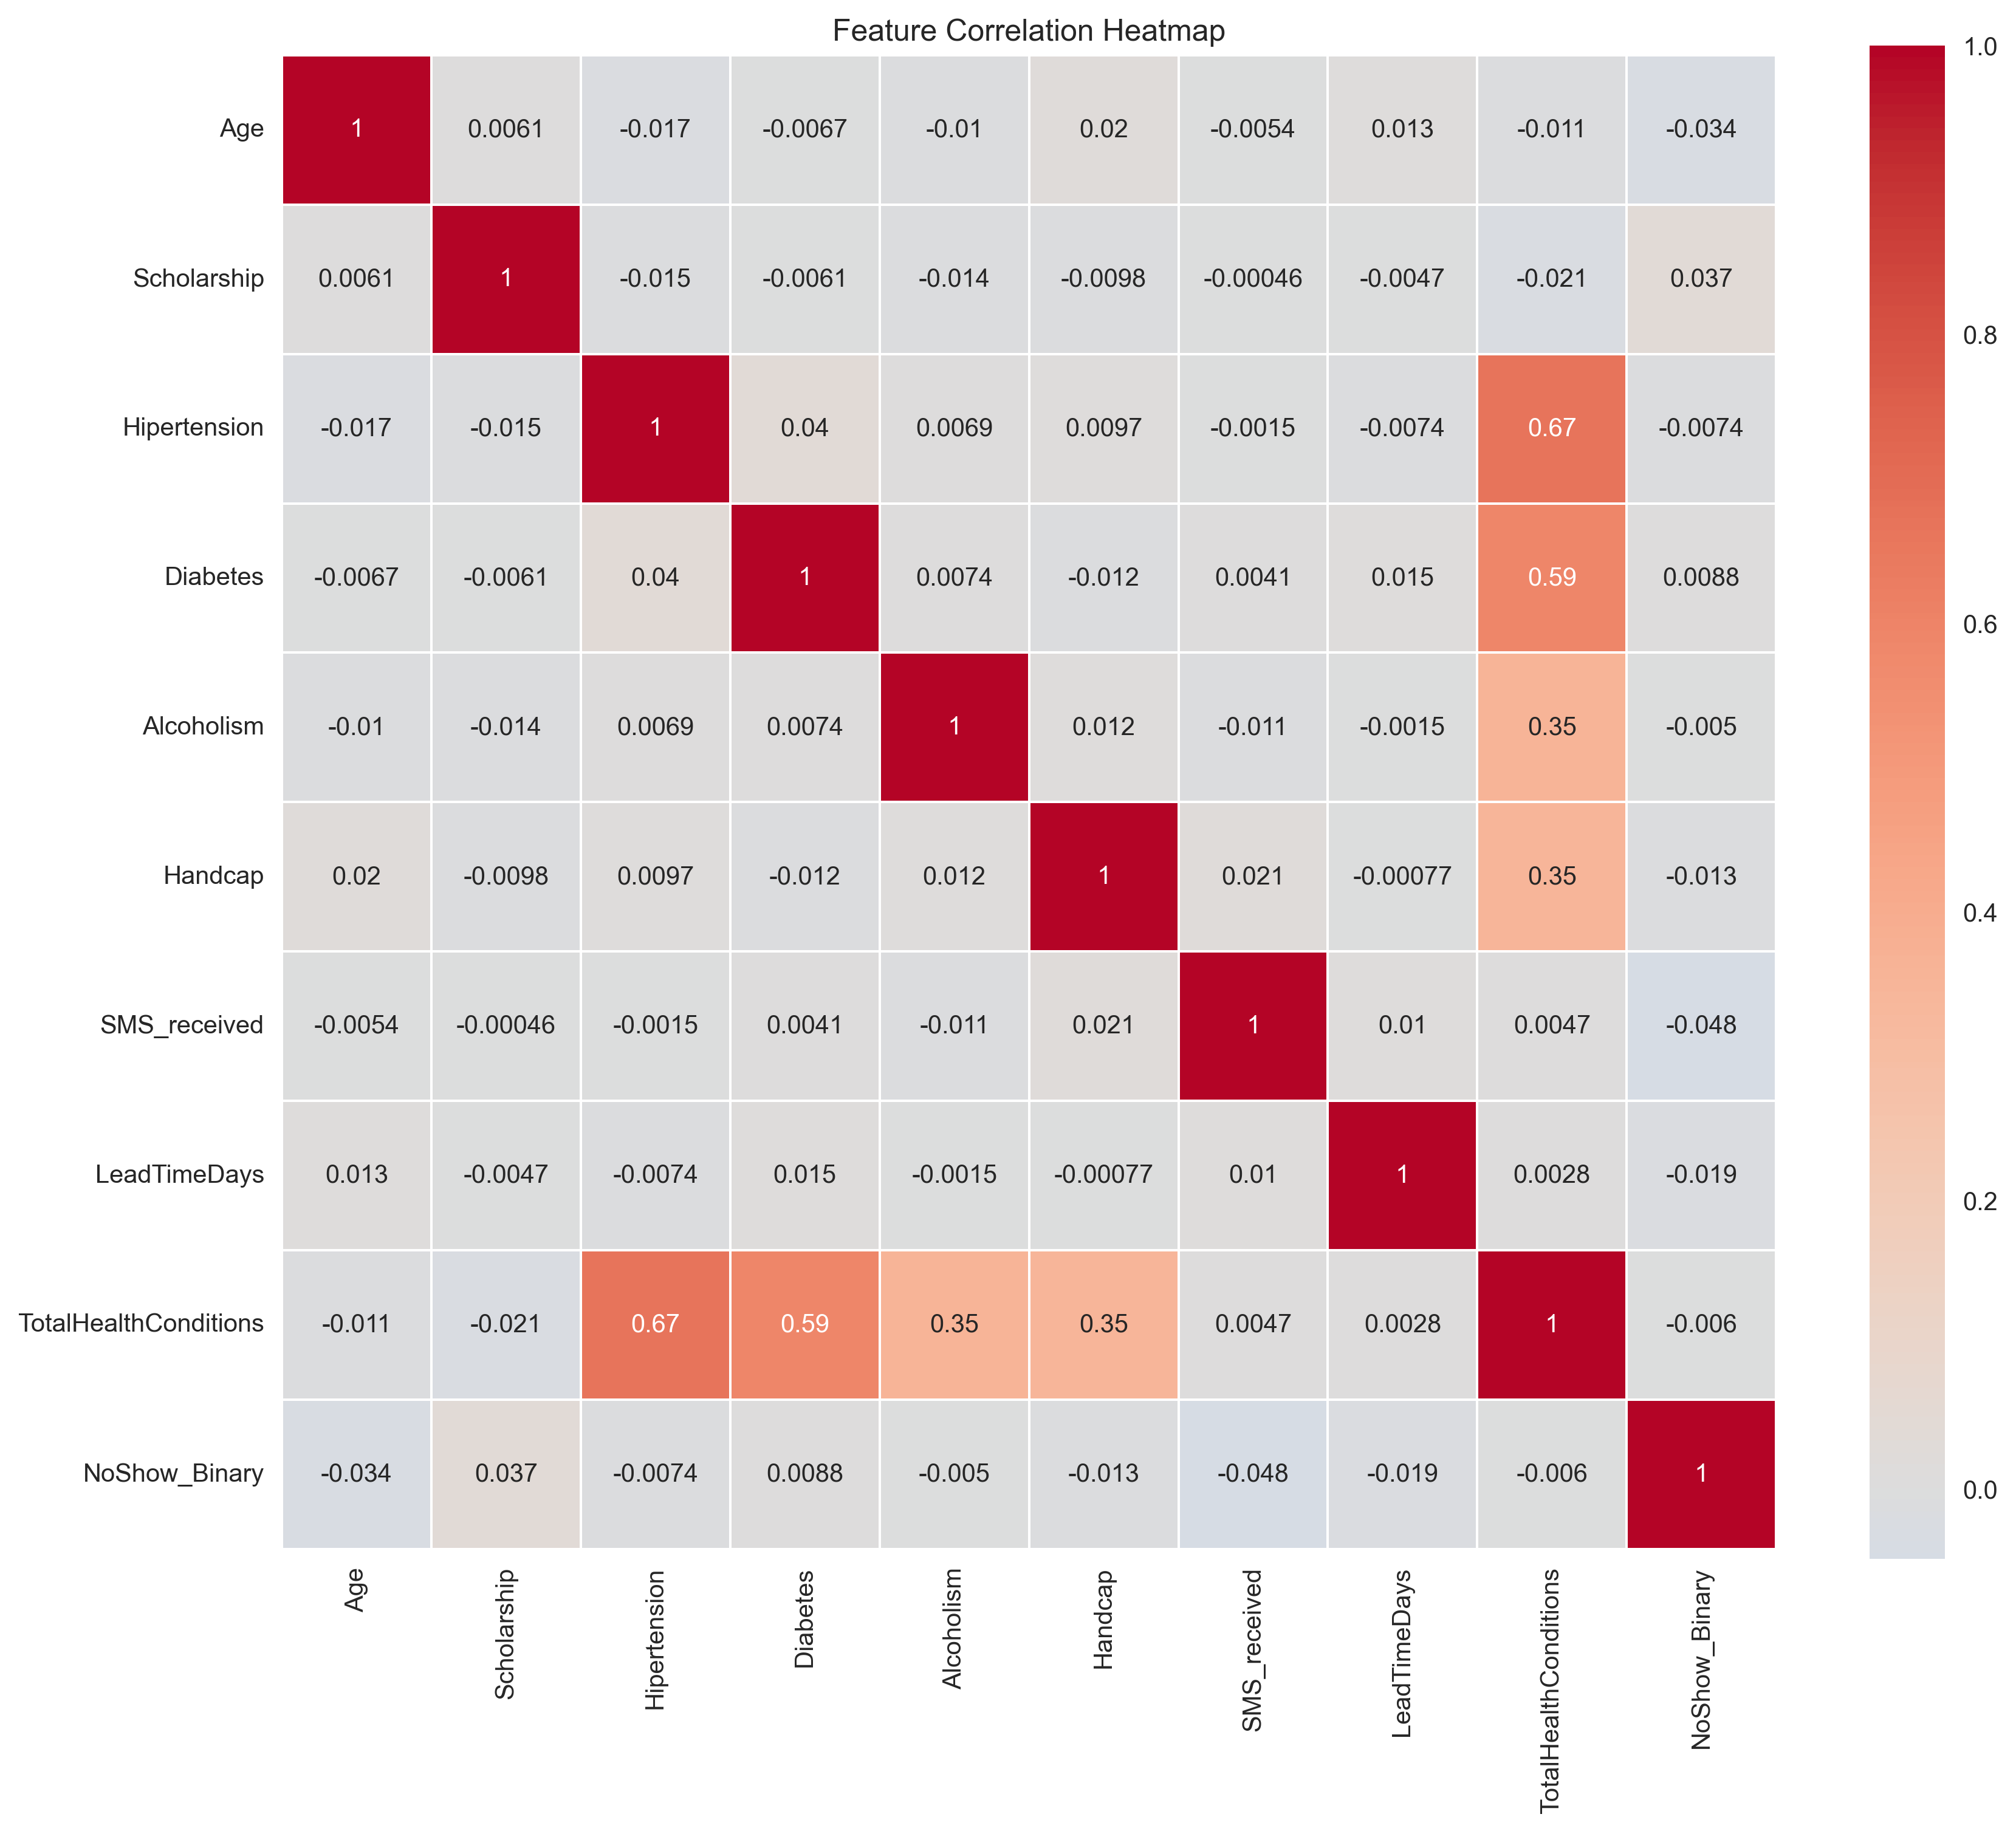 Feature Correlation Heatmap
Age 1 0.0061 -0.017 -0.0067 -0.01 0.02 -0.0054 0.013 -0.011 -0.034
Scholarship 0.0061 1 -0.015 -0.0061 -0.014 -0.0098 -0.00046 -0.0047 -0.021 0.037
Hipertension -0.017 -0.015 1 0.04 0.0069 0.0097 -0.0015 -0.0074 0.67 -0.0074
Diabetes -0.0067 -0.0061 0.04 1 0.0074 -0.012 0.0041 0.015 0.59 0.0088
Alcoholism -0.01 -0.014 0.0069 0.0074 1 0.012 -0.011 -0.0015 0.35 -0.005
Handcap 0.02 -0.0098 0.0097 -0.012 0.012 1 0.021 -0.00077 0.35 -0.013
SMS_received -0.0054 -0.00046 -0.0015 0.0041 -0.011 0.021 1 0.01 0.0047 -0.048
LeadTimeDays 0.013 -0.0047 -0.0074 0.015 -0.0015 -0.00077 0.01 1 0.0028 -0.019
TotalHealthConditions -0.011 -0.021 0.67 0.59 0.35 0.35 0.0047 0.0028 1 -0.006
NoShow_Binary -0.034 0.037 -0.0074 0.0088 -0.005 -0.013 -0.048 -0.019 -0.006 1
Age
Scholarship
Hipertension
Diabetes
Alcoholism
Handcap
SMS_received
LeadTimeDays
TotalHealthConditions
NoShow_Binary
1.0
0.8
0.6
0.4
0.2
0.0